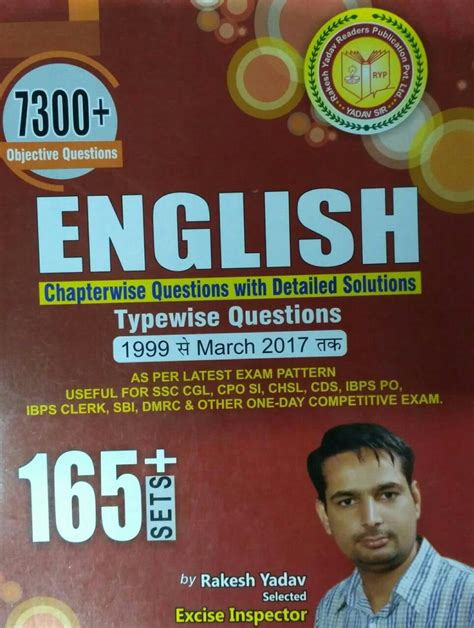 Rakesh Yadav Readers Publication Pvt. Ltd.
RYP
YADAV SIR
7300+
Objective Questions
ENGLISH
Chapterwise Questions with Detailed Solutions
Typewise Questions
1999 से March 2017 तक
AS PER LATEST EXAM PATTERN
USEFUL FOR SSC CGL, CPO SI, CHSL, CDS, IBPS PO,
IBPS CLERK, SBI, DMRC & OTHER ONE-DAY COMPETITIVE EXAM.
165+
SETS
by Rakesh Yadav
Selected
Excise Inspector